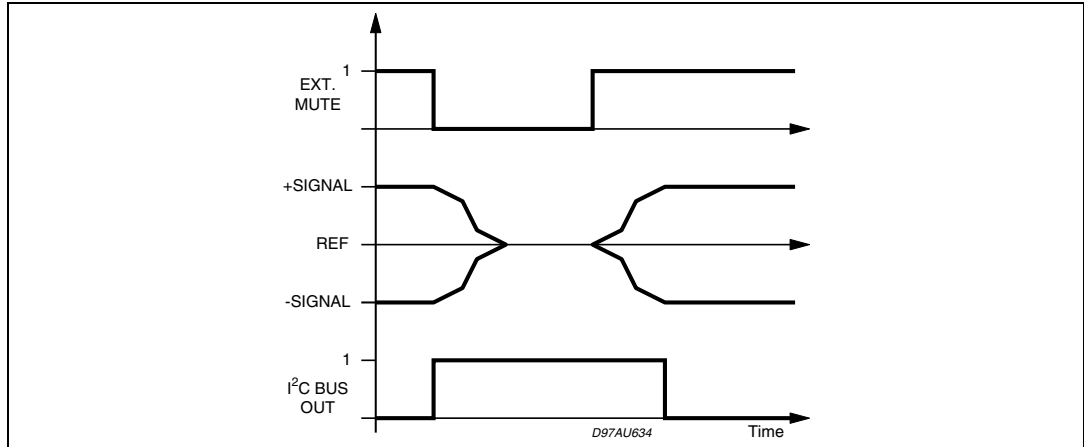 1
EXT.
MUTE
+SIGNAL
REF
-SIGNAL
1
I²C BUS
OUT
D97AU634
Time